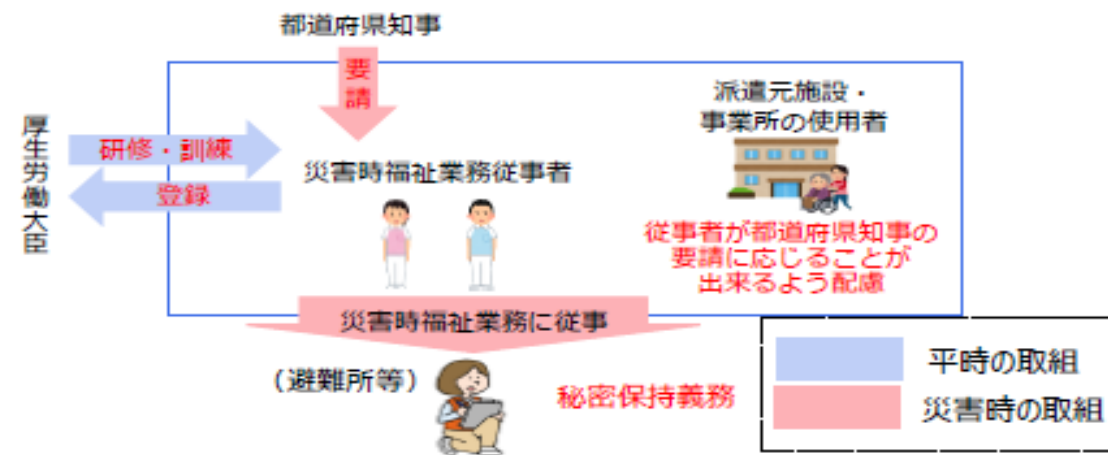 都道府県知事
要請
厚生労働大臣
研修・訓練
登録
災害時福祉業務従事者
派遣元施設・
事業所の使用者
従事者が都道府県知事の
要請に応じることが
出来るよう配慮
災害時福祉業務に従事
（避難所等）
秘密保持義務
平時の取組
災害時の取組